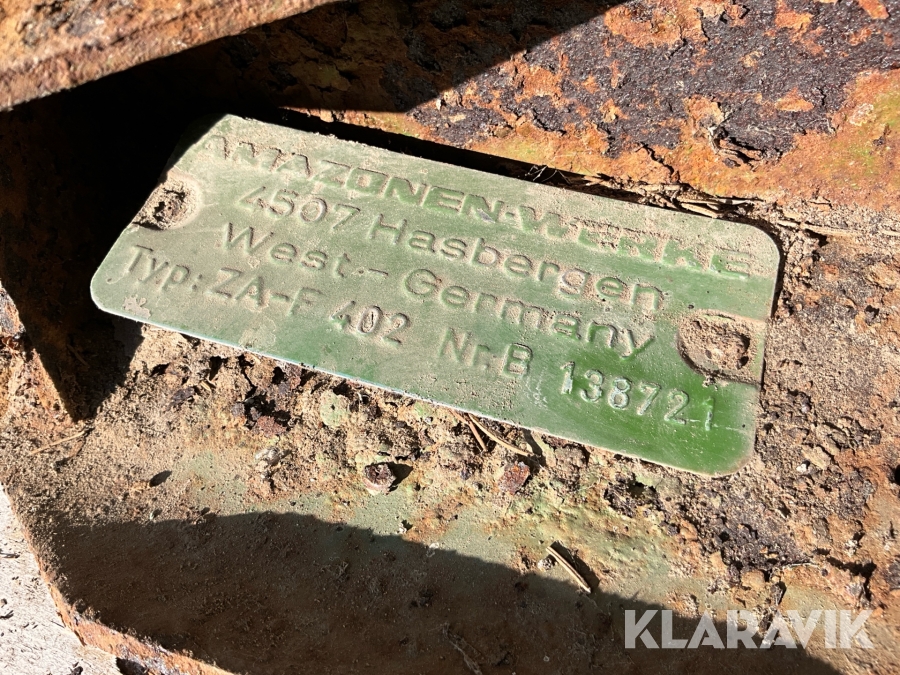 AMAZONEN-WERKE
4507 Hasbergen
West-Germany
Typ: ZA-F 402 Nr. B 138721
KLARAVIK